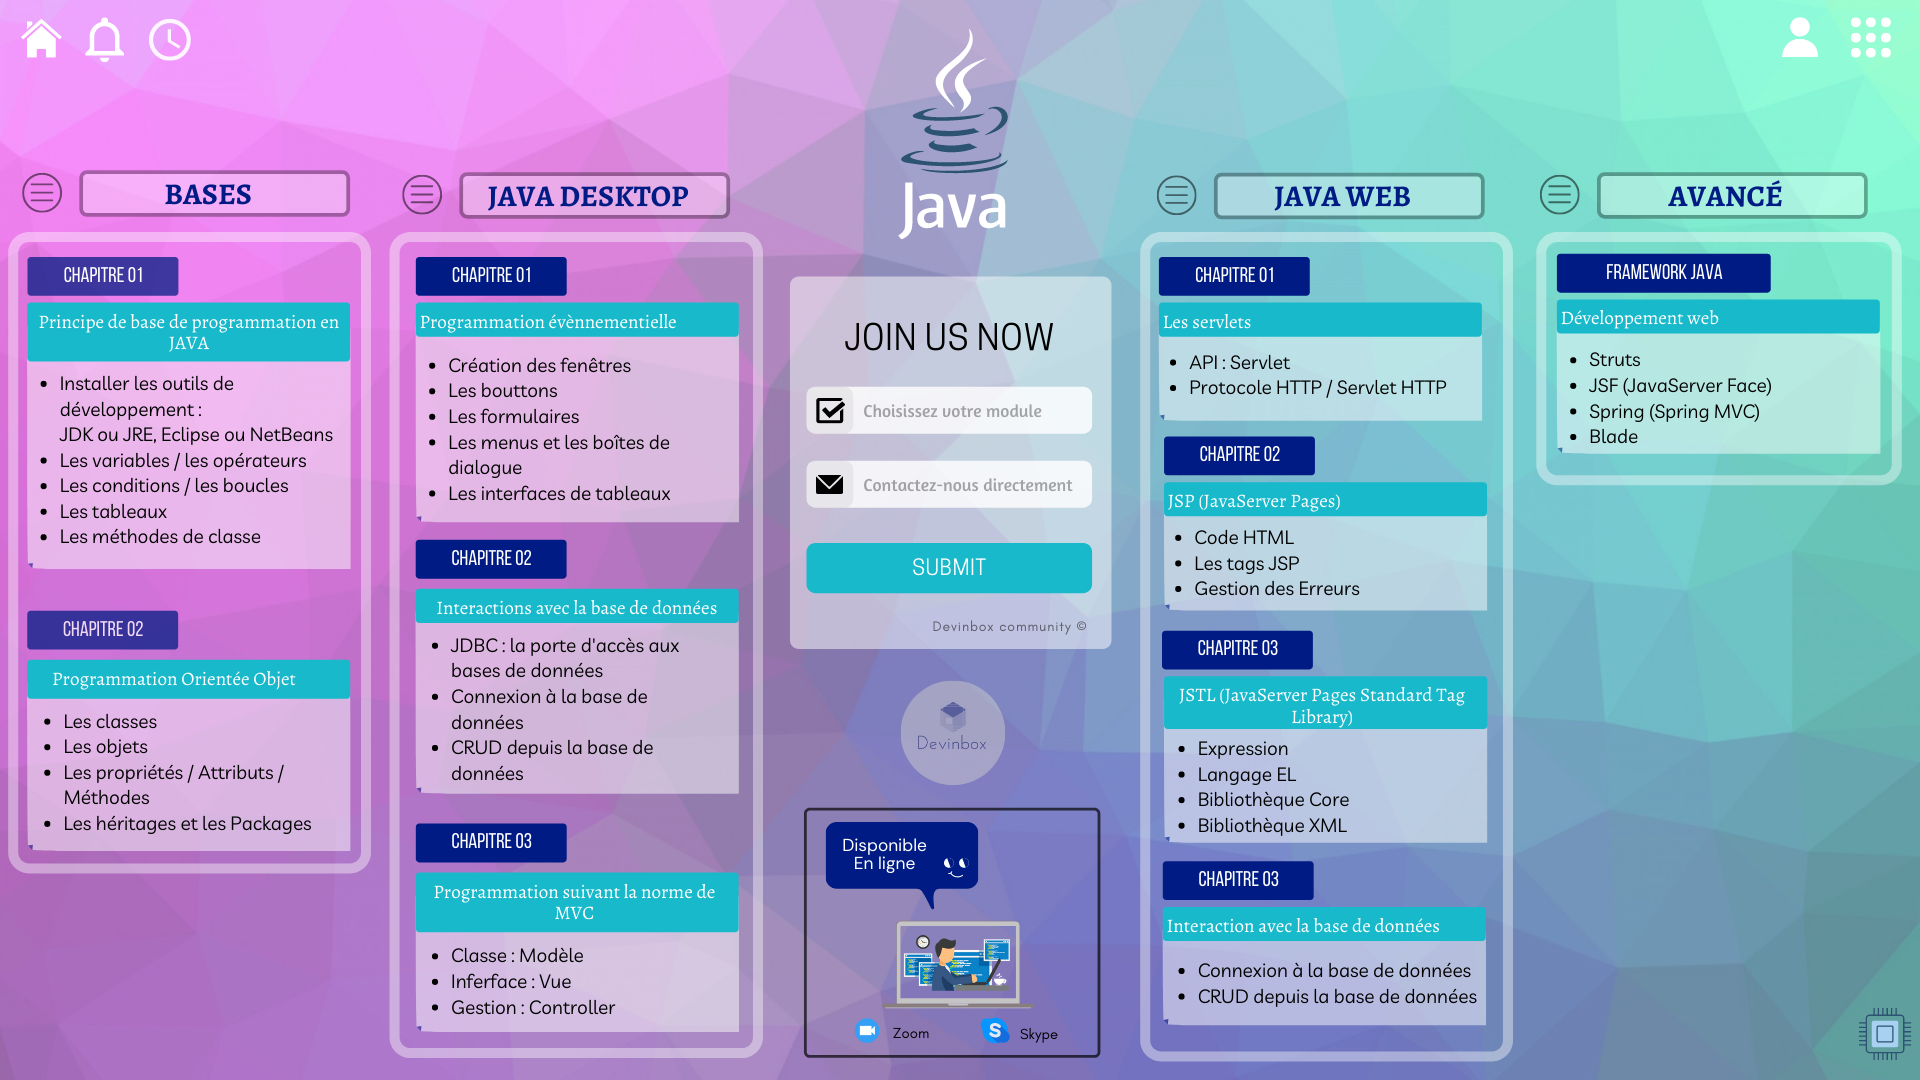 BASES
CHAPITRE 01
Principe de base de programmation en
JAVA
Installer les outils de
développement :
JDK ou JRE, Eclipse ou NetBeans
Les variables / les opérateurs
Les conditions / les boucles
Les tableaux
Les méthodes de classe
CHAPITRE 02
Programmation Orientée Objet
Les classes
Les objets
Les propriétés / Attributs /
Méthodes
Les héritages et les Packages
JAVA DESKTOP
CHAPITRE 01
Programmation évènnementielle
Création des fenêtres
Les bouttons
Les formulaires
Les menus et les boîtes de
dialogue
Les interfaces de tableaux
CHAPITRE 02
Interactions avec la base de données
JDBC : la porte d'accès aux
bases de données
Connexion à la base de
données
CRUD depuis la base de
données
CHAPITRE 03
Programmation suivant la norme de
MVC
Classe : Modèle
Inferface : Vue
Gestion : Controller
Java
JOIN US NOW
Choisissez votre module
Contactez-nous directement
SUBMIT
Devinbox community ©
Devinbox
Disponible
En ligne
Zoom
S
Skype
JAVA WEB
CHAPITRE 01
Les servlets
API : Servlet
Protocole HTTP / Servlet HTTP
CHAPITRE 02
JSP (JavaServer Pages)
Code HTML
Les tags JSP
Gestion des Erreurs
CHAPITRE 03
JSTL (JavaServer Pages Standard Tag
Library)
Expression
Langage EL
Bibliothèque Core
Bibliothèque XML
CHAPITRE 03
Interaction avec la base de données
Connexion à la base de données
CRUD depuis la base de données
AVANCÉ
FRAMEWORK JAVA
Développement web
Struts
JSF (JavaServer Face)
Spring (Spring MVC)
Blade